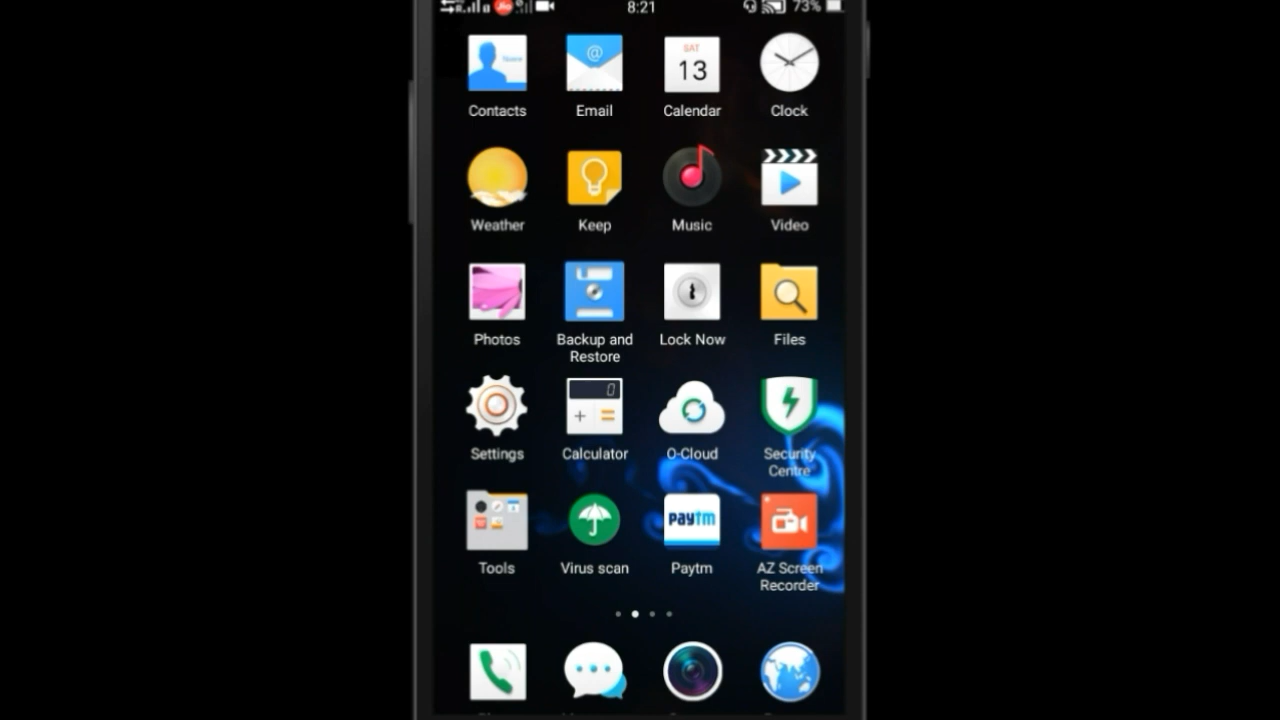 8:21 73%
Name @ SAT
13
Contacts Email Calendar Clock
Weather Keep Music Video
Photos Backup and Restore Lock Now Files
0
+ =
Settings Calculator O-Cloud Security Centre
Paytm
Tools Virus scan Paytm AZ Screen Recorder